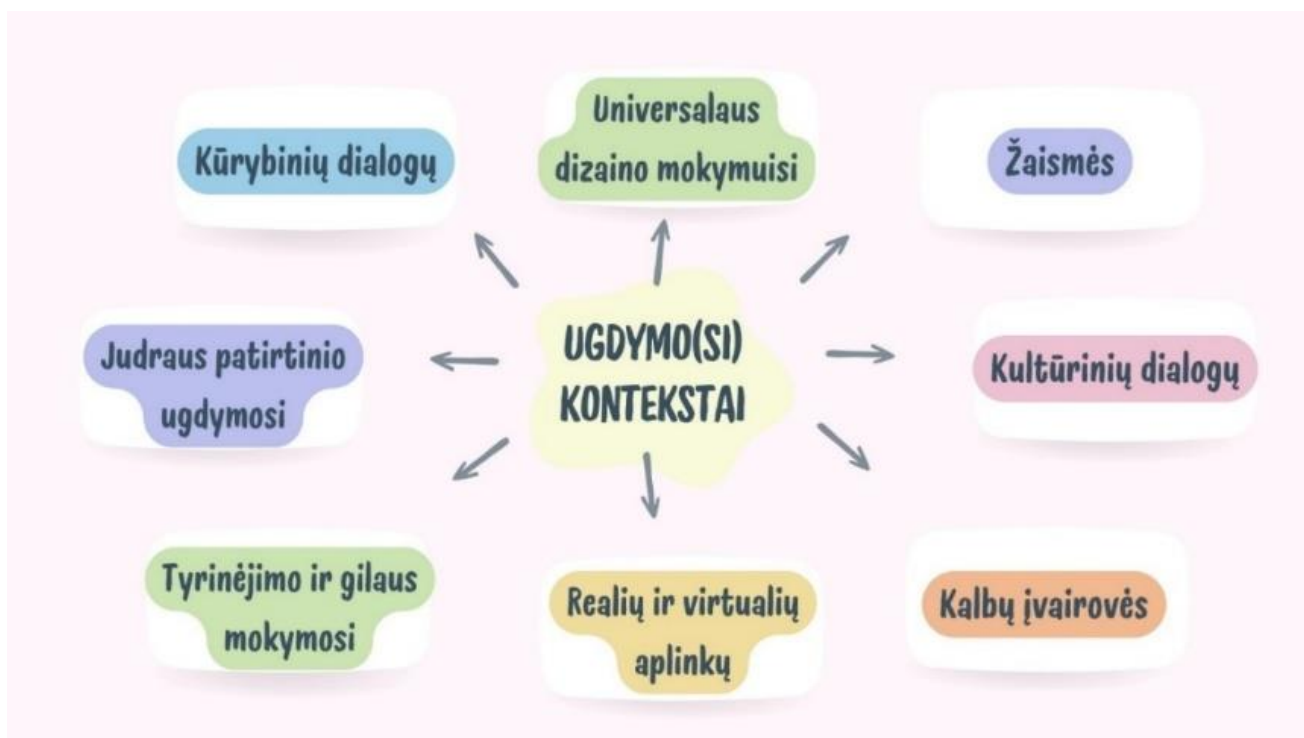 Kūrybinių dialogų
Universalaus
dizaino mokymuisi
Žaismės
Judraus patirtinio
ugdymosi
UGDYMO(SI)
KONTEKSTAI
Kultūrinių dialogų
Tyrinėjimo ir gilaus
mokymosi
Realių ir virtualių
aplinkų
Kalbų įvairovės